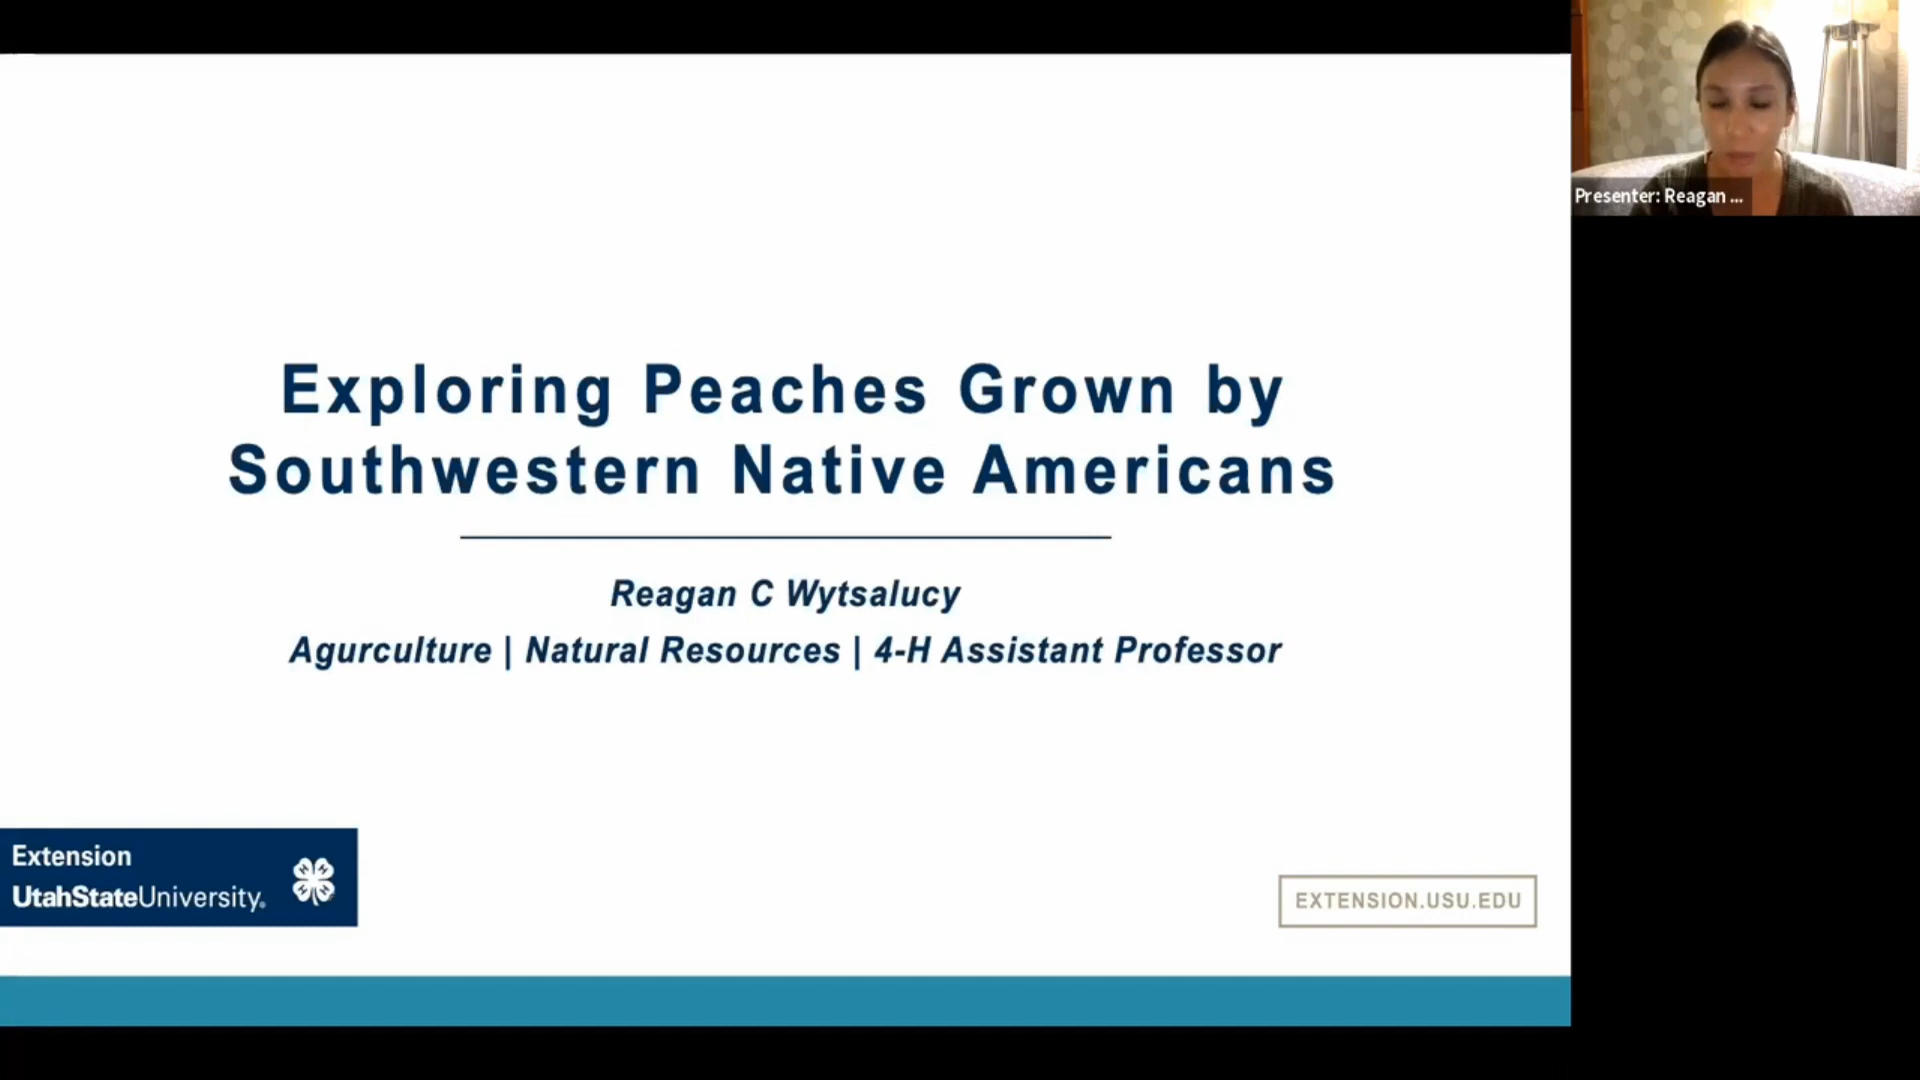 Exploring Peaches Grown by
Southwestern Native Americans
Reagan C Wytsalucy
Agurculture | Natural Resources | 4-H Assistant Professor
Extension
UtahStateUniversity®
EXTENSION.USU.EDU
Presenter: Reagan ...